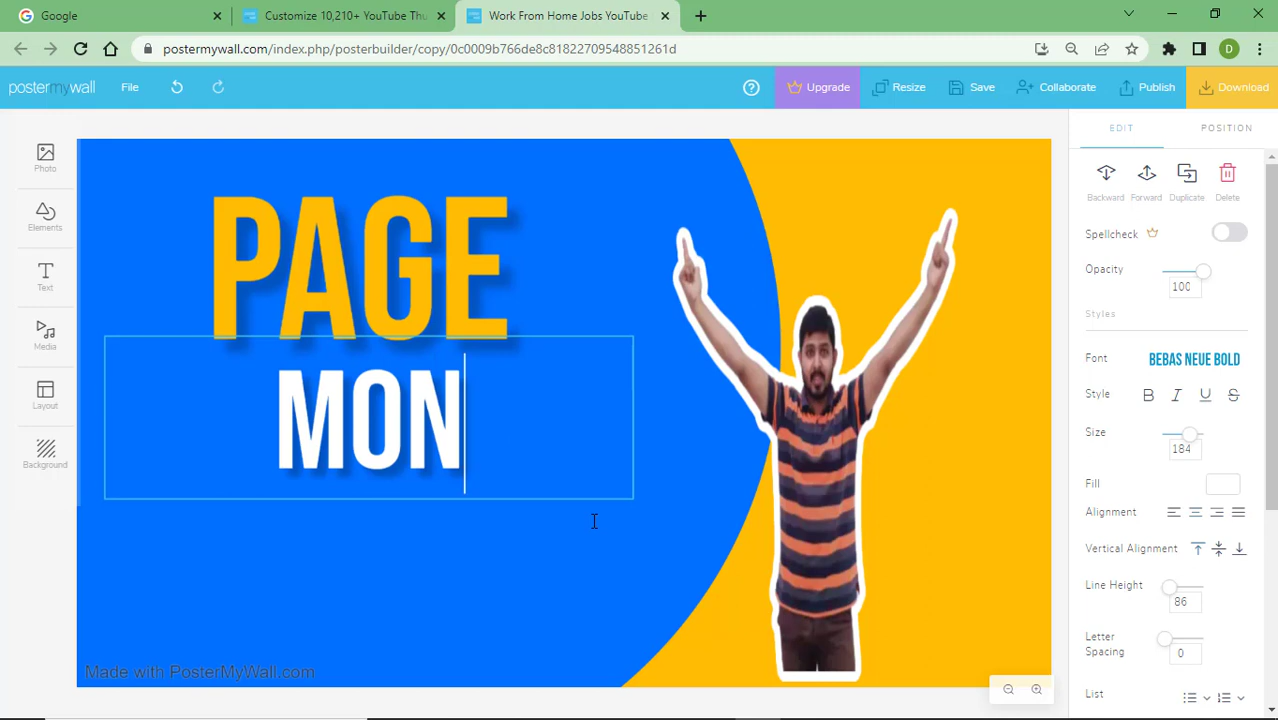 Google
Customize 10,210+ YouTube Thu
Work From Home Jobs YouTube
postermywall.com/index.php/posterbuilder/copy/0c0009b766de8c81822709548851261d
D
postermywall
File
Upgrade
Resize
Save
Collaborate
Publish
Download
Photo
Elements
Text
Media
Layout
Background
PAGE
MON
Made with PosterMyWall.com
EDIT
POSITION
Backward
Forward
Duplicate
Delete
Spellcheck
Opacity
100
Styles
Font
BEBAS NEUE BOLD
Style
B I U S
Size
184
Fill
Alignment
Vertical Alignment
Line Height
86
Letter
Spacing
0
List